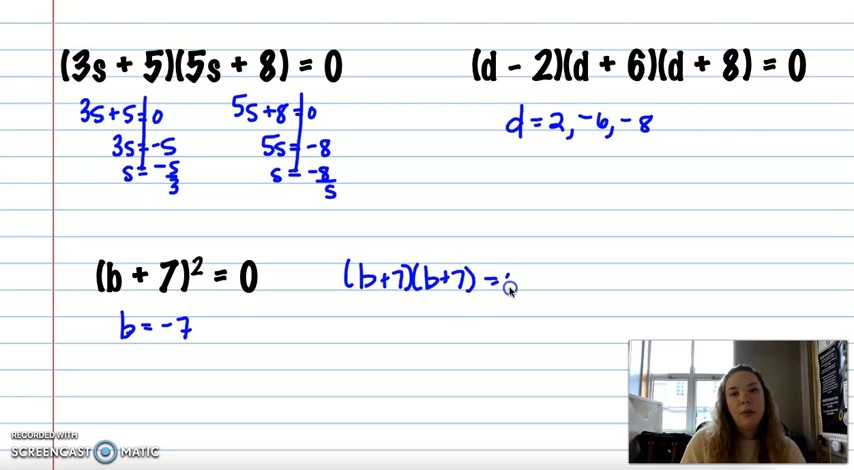 (3s + 5)(5s + 8) = 0
3s+5=0
3s=-5
s=-5/3
5s+8=0
5s=-8
s=-8/5
(d - 2)(d + 6)(d + 8) = 0
d=2,-6,-8
(b + 7)² = 0
b=-7
(b+7)(b+7) =
RECORDED WITH
SCREENCAST MATIC